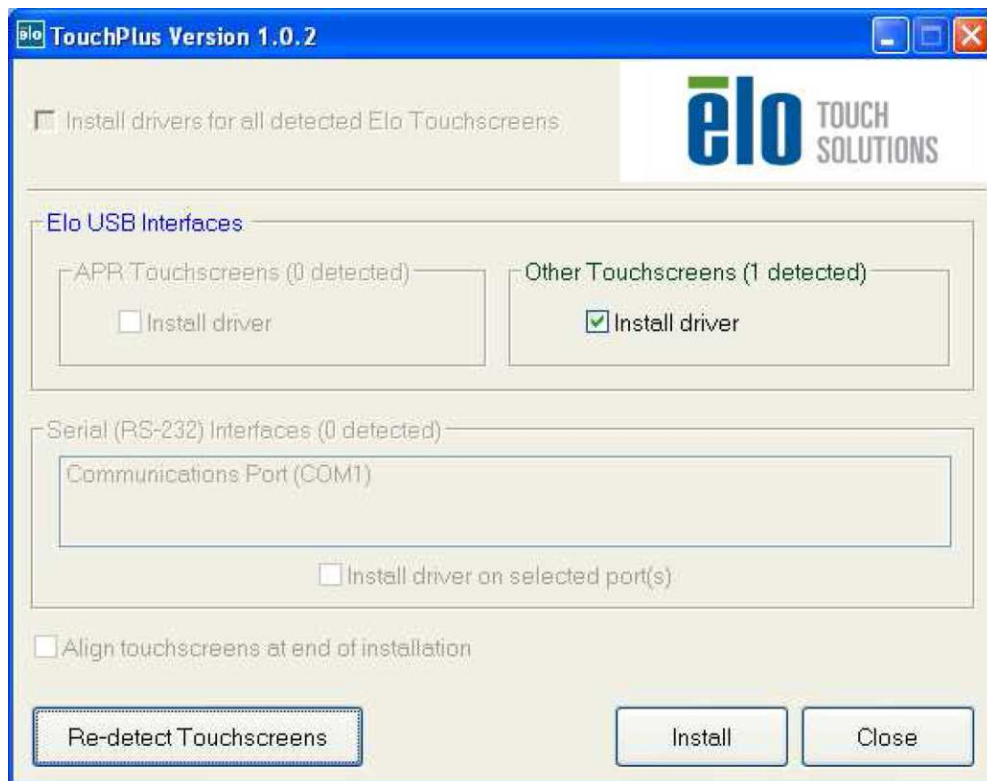 elo TouchPlus Version 1.0.2
Install drivers for all detected Elo Touchscreens
elo TOUCH
SOLUTIONS
Elo USB Interfaces
APR Touchscreens (0 detected)
Install driver
Other Touchscreens (1 detected)
Install driver
Serial (RS-232) Interfaces (0 detected)
Communications Port (COM1)
Install driver on selected port(s)
Align touchscreens at end of installation
Re-detect Touchscreens
Install
Close